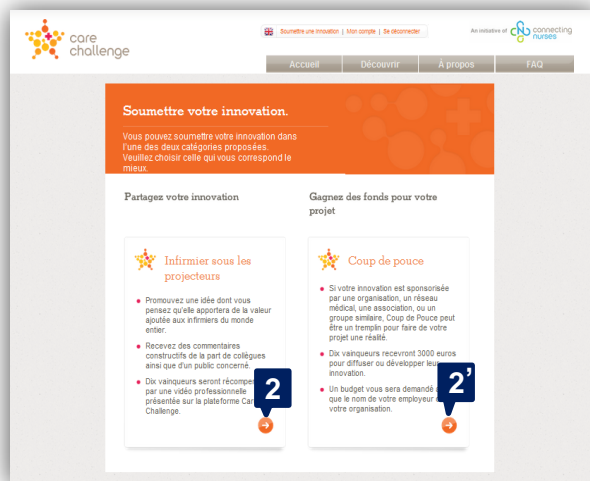 care
challenge
Soumettre une innovation | Mon compte | Se déconnecter
An initiative of
connecting
nurses
Accueil Découvrir À propos FAQ
Soumettre votre innovation.
Vous pouvez soumettre votre innovation dans
l'une des deux catégories proposées.
Veuillez choisir celle qui vous correspond le
mieux.
Partagez votre innovation
Infirmier sous les
projecteurs
Promouvez une idée dont vous
pensez qu'elle apportera de la valeur
ajoutée aux infirmiers du monde
entier.
Recevez des commentaires
constructifs de la part de collègues
ainsi que d'un public concerné.
Dix vainqueurs seront
par une vidéo professionnelle
présentée sur la plateforme
Challenge.
2
Gagnez des fonds pour votre
projet
Coup de pouce
Si votre innovation est sponsorisée
par une organisation, un réseau
médical, une association, ou un
groupe similaire, Coup de Pouce peut
être un tremplin pour faire de votre
projet une réalité.
Dix vainqueurs recevront 3000 euros
pour diffuser ou développer leur
innovation.
Un budget vous sera demandé
que le nom de votre employeur
votre organisation.
2'